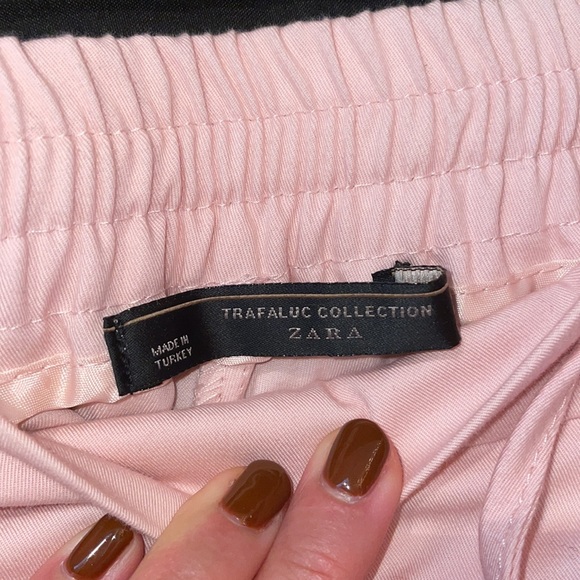 TRAFALUC COLLECTION
ZARA
MADE IN
TURKEY